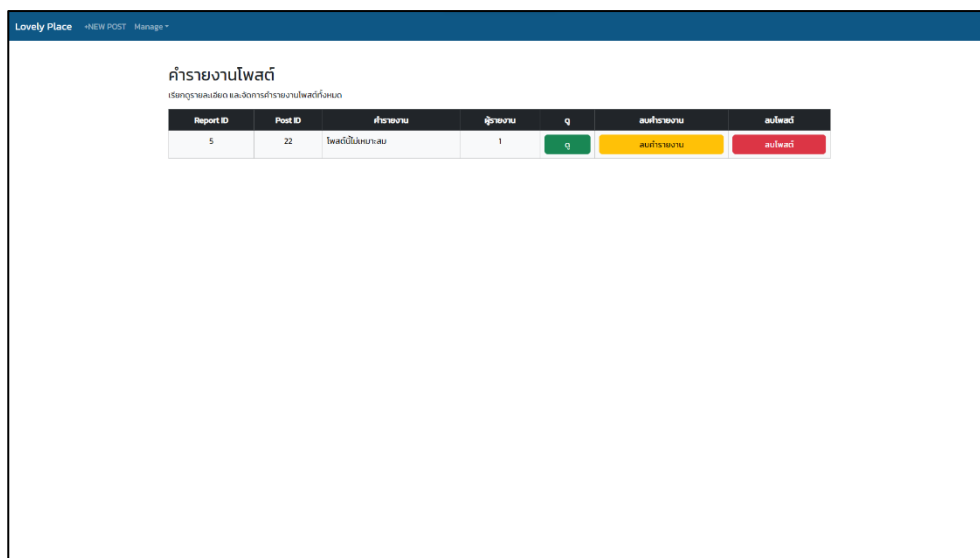 Lovely Place +NEW POST Manage
คำรายงานโพสต์
เรียกดูรายละเอียด และจัดการคำรายงานโพสต์ทั้งหมด
Report ID Post ID คำรายงาน ผู้รายงาน ดู ลบคำรายงาน ลบโพสต์
5 22 โพสต์นี้ไม่เหมาะสม 1 ดู ลบคำรายงาน ลบโพสต์